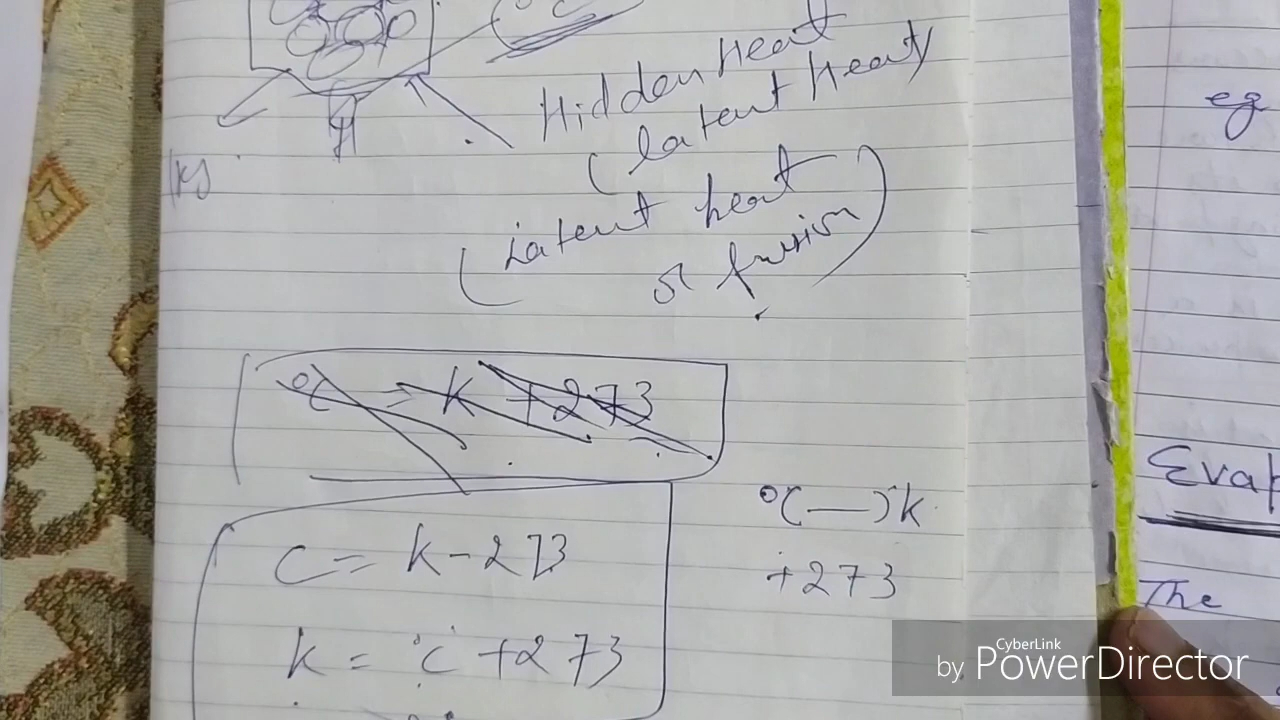 Hidden Heat
(latent Heat)
(Latent heat
of fusion)
°C = K +273
C = K - 273
K = °C + 273
°C → K
+273
eg
Evap
The
CyberLink
by PowerDirector